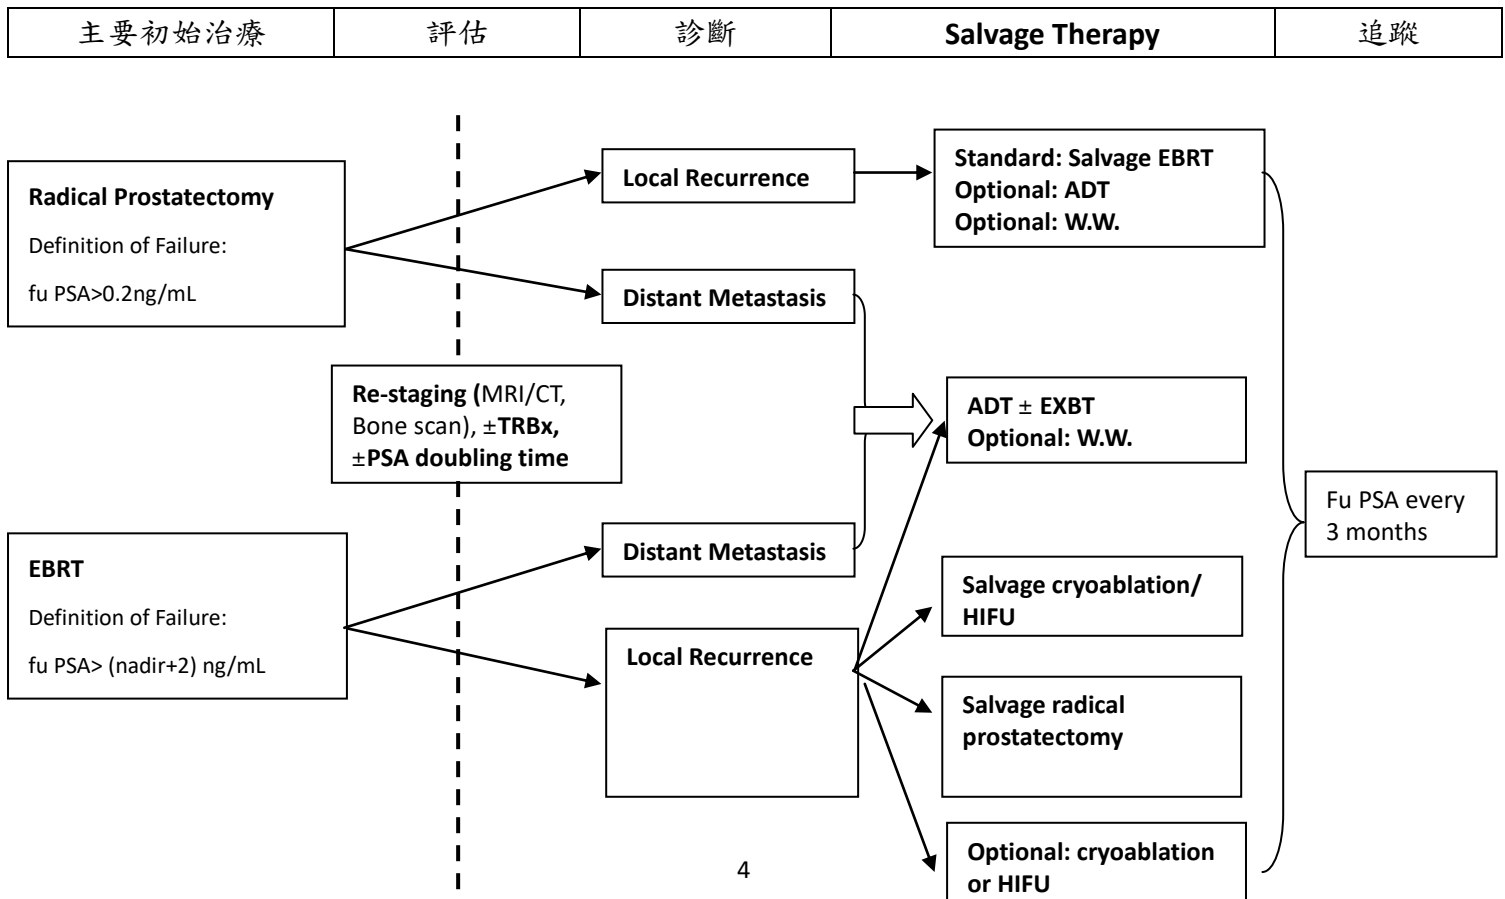 主要初始治療 評估 診斷 Salvage Therapy 追蹤
Radical Prostatectomy
Definition of Failure:
fu PSA>0.2ng/mL
Local Recurrence
Standard: Salvage EBRT
Optional: ADT
Optional: W.W.
Distant Metastasis
Re-staging (MRI/CT,
Bone scan), ±TRBx,
±PSA doubling time
ADT ± EXBT
Optional: W.W.
Fu PSA every
3 months
EBRT
Definition of Failure:
fu PSA> (nadir+2) ng/mL
Distant Metastasis
Local Recurrence
Salvage cryoablation/
HIFU
Salvage radical
prostatectomy
Optional: cryoablation
or HIFU
4